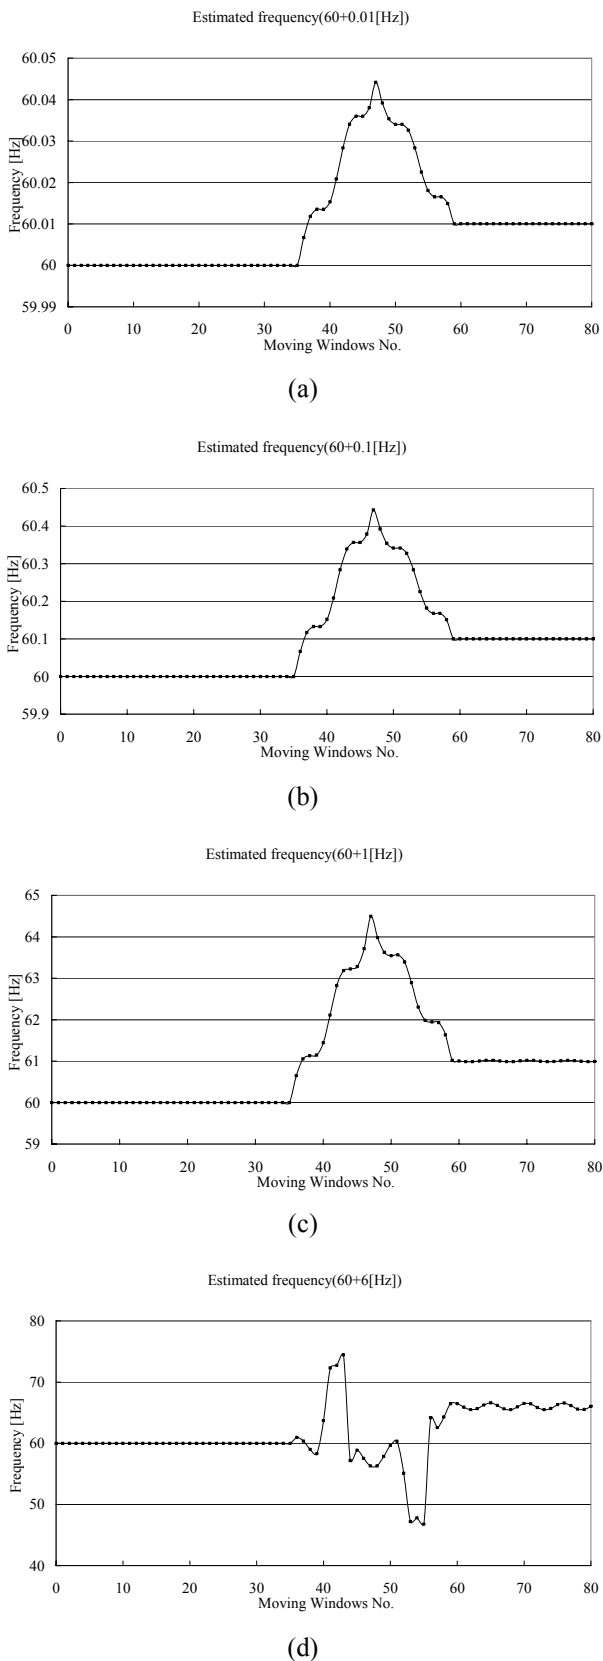 Estimated frequency(60+0.01[Hz])
Frequency [Hz]
60.05
60.04
60.03
60.02
60.01
60
59.99
0 10 20 30 40 50 60 70 80
Moving Windows No.
(a)
Estimated frequency(60+0.1[Hz])
Frequency [Hz]
60.5
60.4
60.3
60.2
60.1
60
59.9
0 10 20 30 40 50 60 70 80
Moving Windows No.
(b)
Estimated frequency(60+1[Hz])
Frequency [Hz]
65
64
63
62
61
60
59
0 10 20 30 40 50 60 70 80
Moving Windows No.
(c)
Estimated frequency(60+6[Hz])
Frequency [Hz]
80
70
60
50
40
0 10 20 30 40 50 60 70 80
Moving Windows No.
(d)